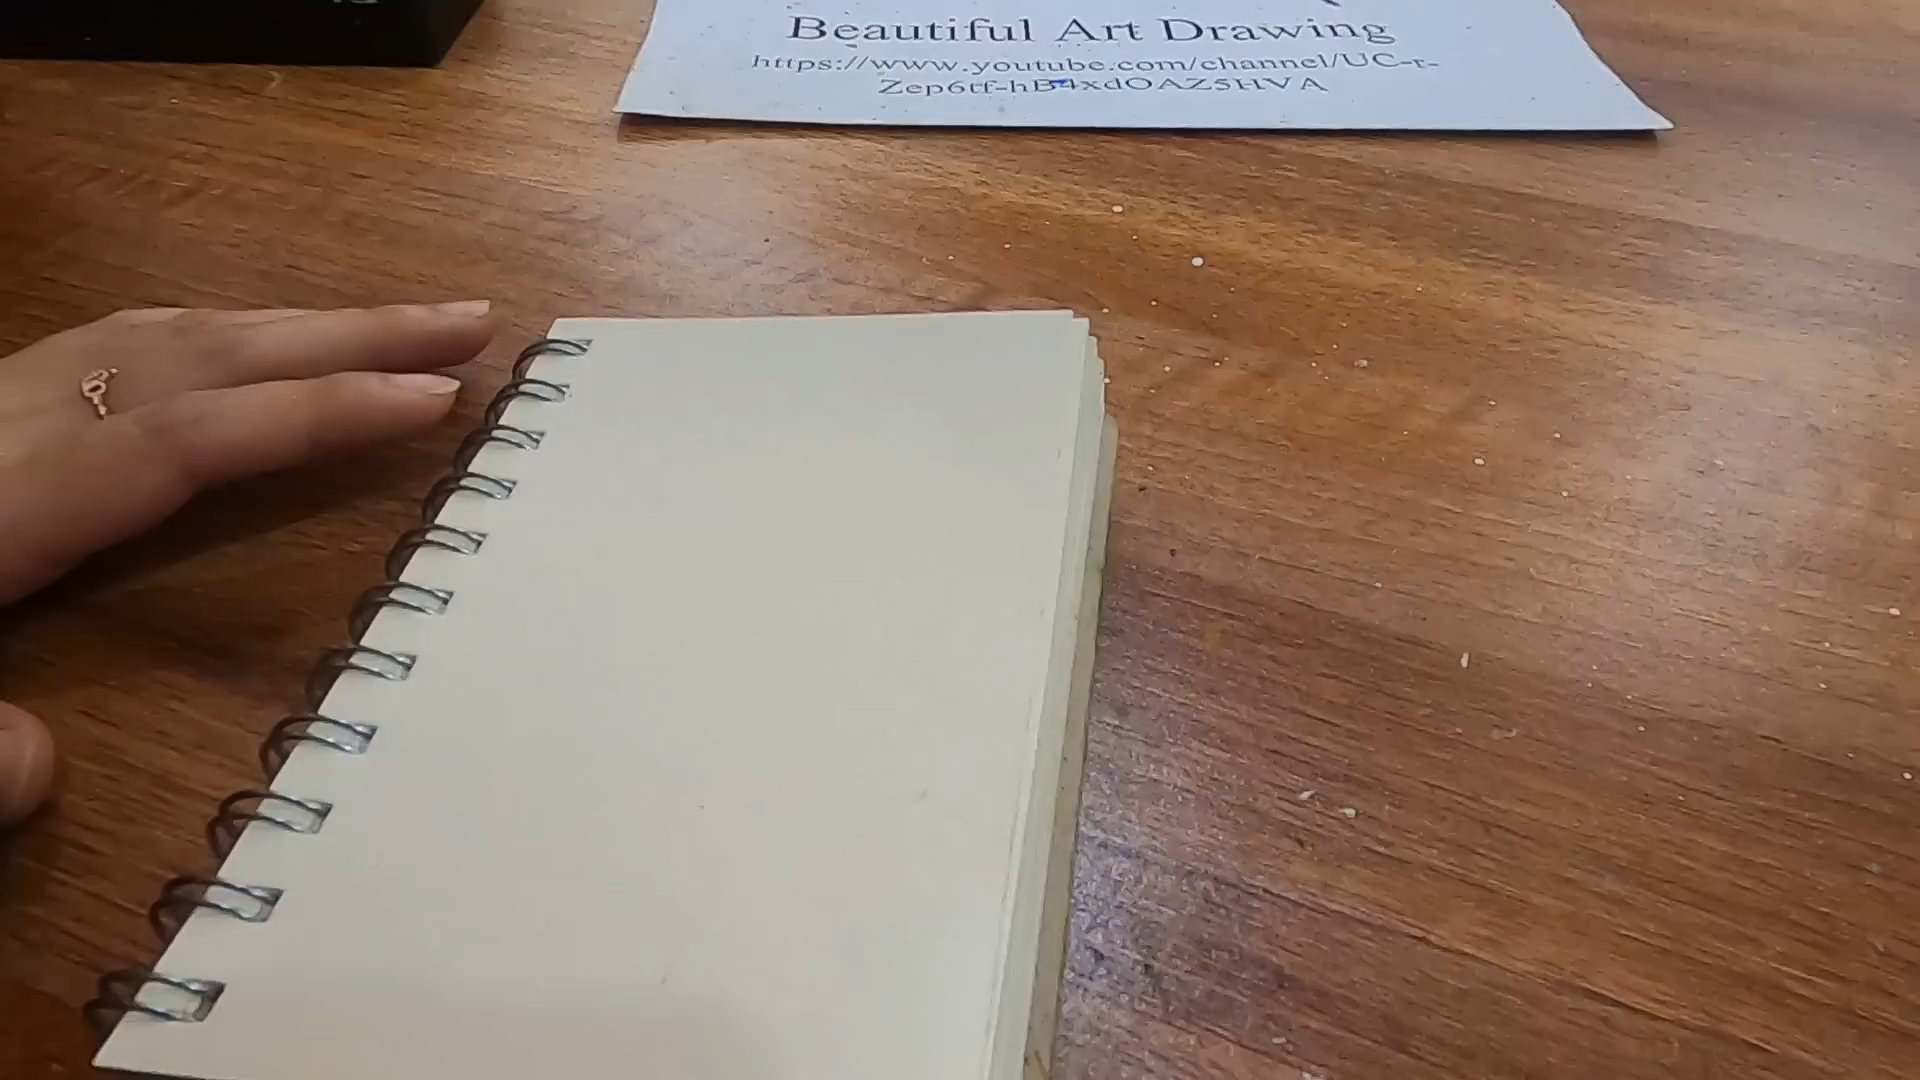 Beautiful Art Drawing
https://www.youtube.com/channel/UC-r-
Zep6tf-hB4xdOAZ5HVA